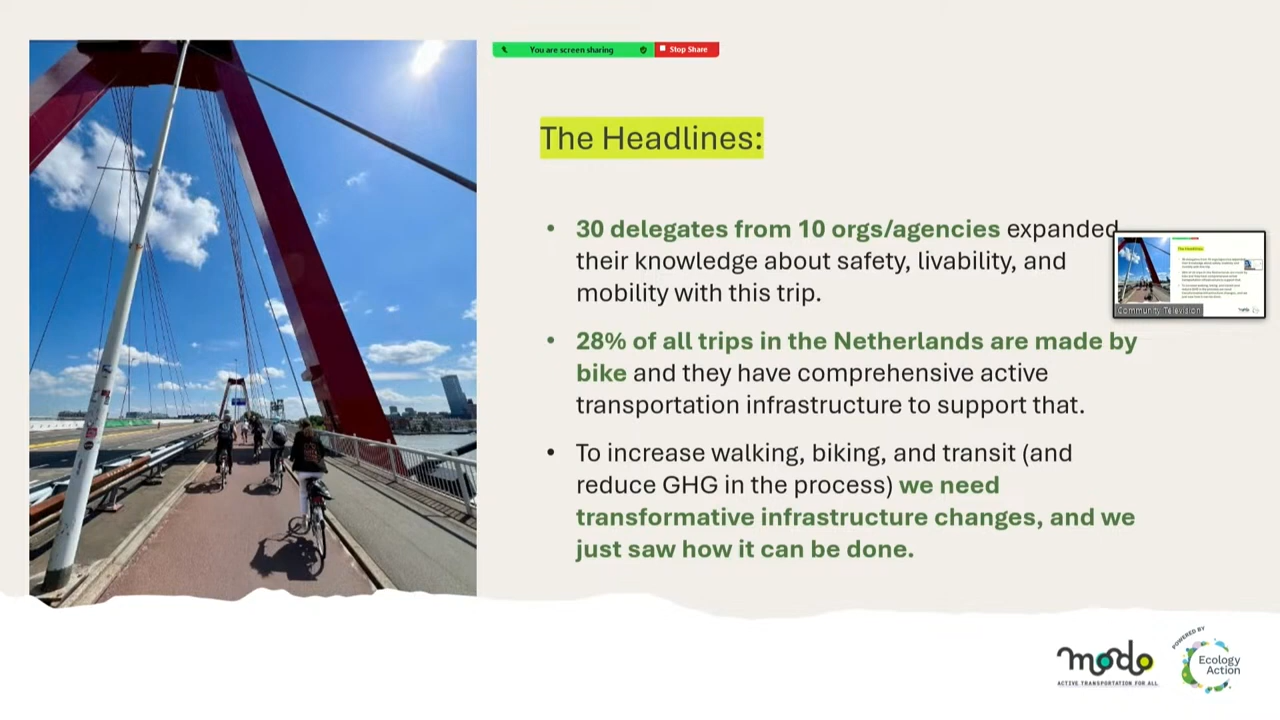 You are screen sharing
Stop Share
The Headlines:
• 30 delegates from 10 orgs/agencies expanded
their knowledge about safety, livability, and
mobility with this trip.
• 28% of all trips in the Netherlands are made by
bike and they have comprehensive active
transportation infrastructure to support that.
• To increase walking, biking, and transit (and
reduce GHG in the process) we need
transformative infrastructure changes, and we
just saw how it can be done.
Community Television
modo
ACTIVE TRANSPORTATION FOR ALL
POWERED BY
Ecology
Action